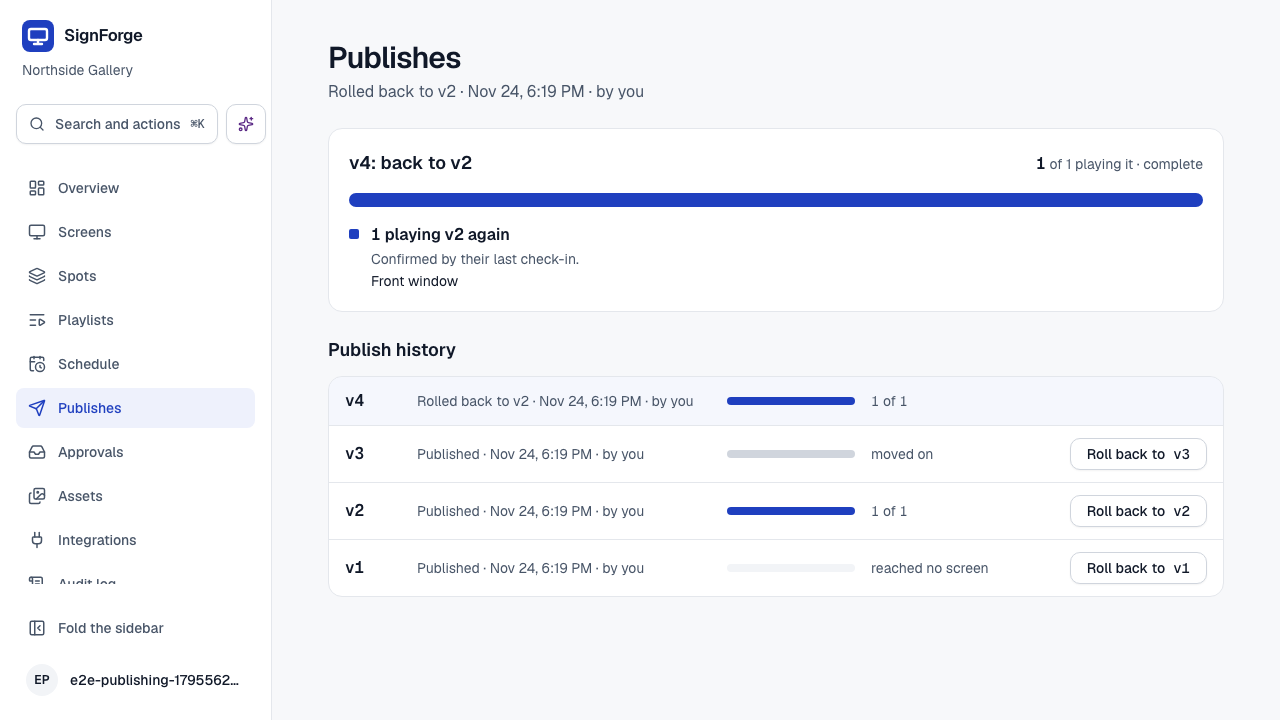 SignForge
Northside Gallery
Search and actions ⌘K
Overview
Screens
Spots
Playlists
Schedule
Publishes
Approvals
Assets
Integrations
Audit log
Fold the sidebar
EP e2e-publishing-1795562...
Publishes
Rolled back to v2 · Nov 24, 6:19 PM · by you
v4: back to v2
1 of 1 playing it · complete
1 playing v2 again
Confirmed by their last check-in.
Front window
Publish history
v4 Rolled back to v2 · Nov 24, 6:19 PM · by you 1 of 1
v3 Published · Nov 24, 6:19 PM · by you moved on Roll back to v3
v2 Published · Nov 24, 6:19 PM · by you 1 of 1 Roll back to v2
v1 Published · Nov 24, 6:19 PM · by you reached no screen Roll back to v1